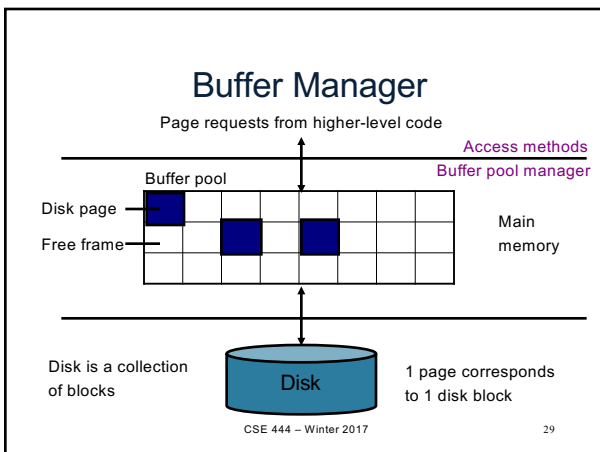 Buffer Manager
Page requests from higher-level code
Access methods
Buffer pool manager
Buffer pool
Disk page
Free frame
Main
memory
Disk is a collection
of blocks
Disk
1 page corresponds
to 1 disk block
CSE 444 – Winter 2017
29